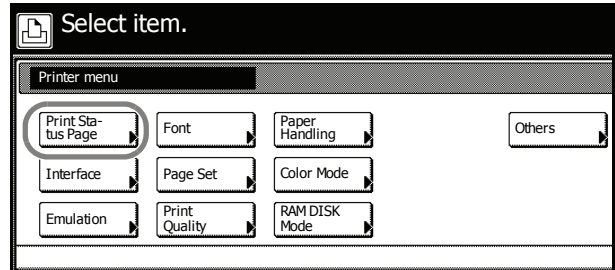 Select item.
Printer menu
Print Sta-
tus Page
Font
Paper
Handling
Others
Interface
Page Set
Color Mode
Emulation
Print
Quality
RAM DISK
Mode